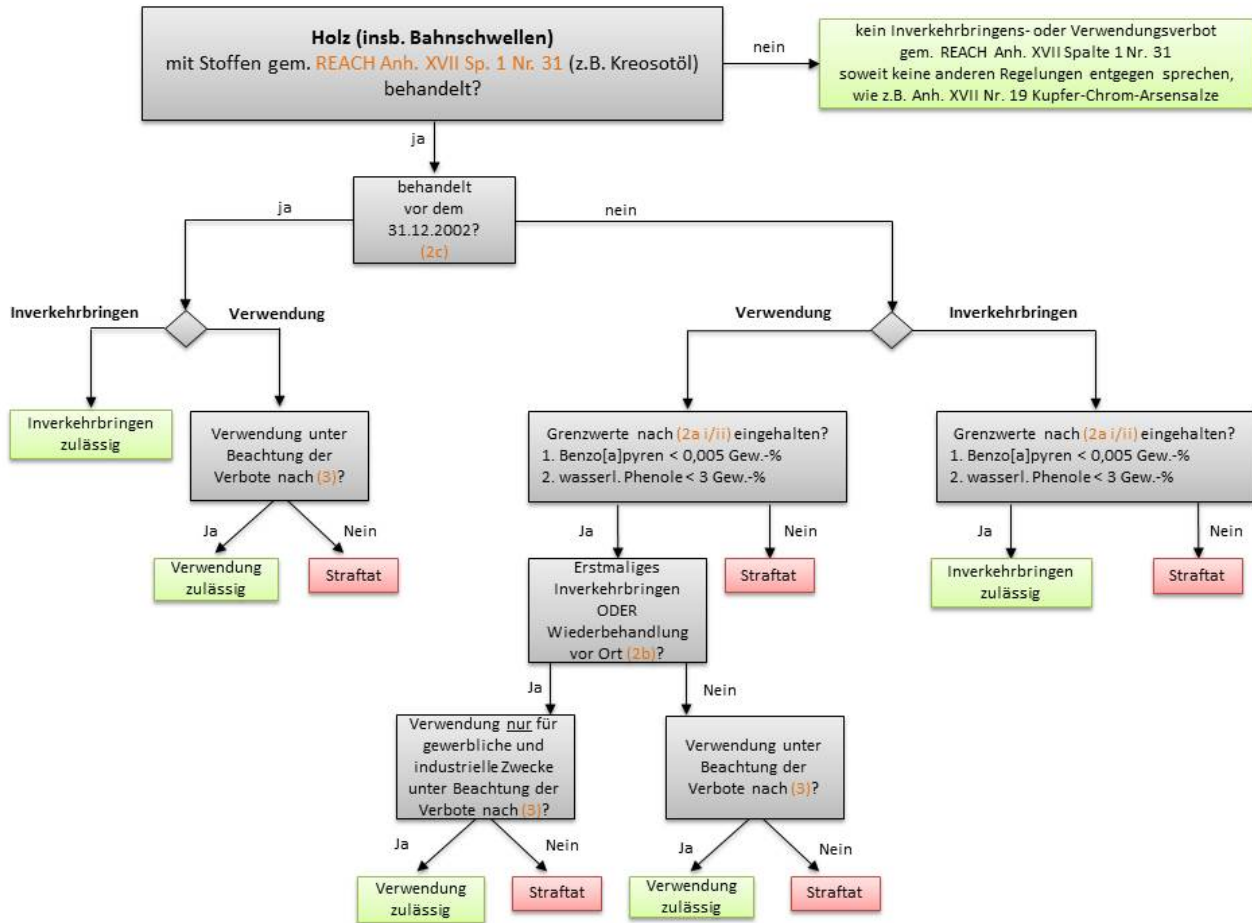 Holz (insb. Bahnschwellen)
mit Stoffen gem. REACH Anh. XVII Sp. 1 Nr. 31 (z.B. Kreosotöl)
behandelt?
nein
kein Inverkehrbringens- oder Verwendungsverbot
gem. REACH Anh. XVII Spalte 1 Nr. 31
soweit keine anderen Regelungen entgegen sprechen,
wie z.B. Anh. XVII Nr. 19 Kupfer-Chrom-Arsensalze
ja
behandelt
vor dem
31.12.2002?
(2c)
ja
nein
Inverkehrbringen
Verwendung
Verwendung
Inverkehrbringen
Inverkehrbringen
zulässig
Verwendung unter
Beachtung der
Verbote nach (3)?
Grenzwerte nach (2a i/ii) eingehalten?
1. Benzo[a]pyren < 0,005 Gew.-%
2. wasserl. Phenole < 3 Gew.-%
Grenzwerte nach (2a i/ii) eingehalten?
1. Benzo[a]pyren < 0,005 Gew.-%
2. wasserl. Phenole < 3 Gew.-%
Ja
Nein
Ja
Nein
Ja
Nein
Verwendung
zulässig
Straftat
Erstmaliges
Inverkehrbringen
ODER
Wiederbehandlung
vor Ort (2b)?
Straftat
Inverkehrbringen
zulässig
Straftat
Ja
Nein
Verwendung nur für
gewerbliche und
industrielle Zwecke
unter Beachtung der
Verbote nach (3)?
Verwendung unter
Beachtung der
Verbote nach (3)?
Ja
Nein
Ja
Nein
Verwendung
zulässig
Straftat
Verwendung
zulässig
Straftat